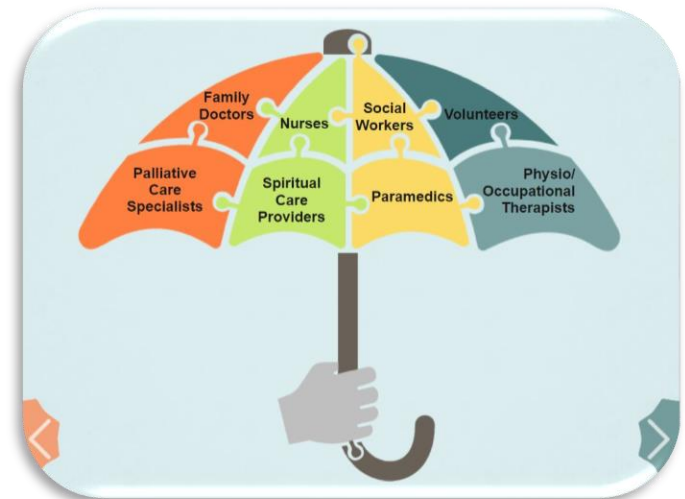 Family
Doctors
Nurses
Social
Workers
Volunteers
Palliative
Care
Specialists
Spiritual
Care
Providers
Paramedics
Physio/
Occupational
Therapists